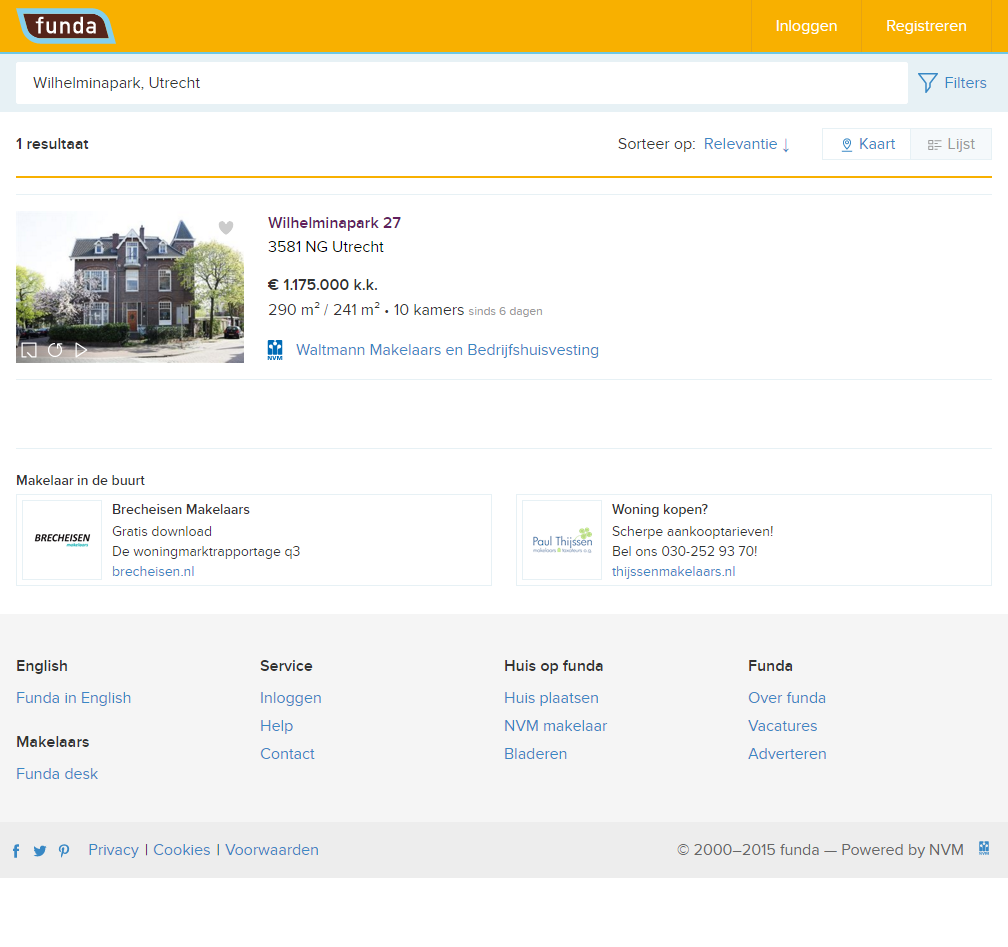 funda
Inloggen
Registreren
Wilhelminapark, Utrecht
Filters
1 resultaat
Sorteer op: Relevantie ↓
Kaart
Lijst
Wilhelminapark 27
3581 NG Utrecht
€ 1.175.000 k.k.
290 m² / 241 m² • 10 kamers sinds 6 dagen
NVM
Waltmann Makelaars en Bedrijfshuisvesting
Makelaar in de buurt
BRECHEISEN
makelaars
Brecheisen Makelaars
Gratis download
De woningmarktrapportage q3
brecheisen.nl
Paul Thijssen
Woning kopen?
Scherpe aankooptarieven!
Bel ons 030-252 93 70!
thijssenmakelaars.nl
English
Funda in English
Makelaars
Funda desk
Service
Inloggen
Help
Contact
Huis op funda
Huis plaatsen
NVM makelaar
Bladeren
Funda
Over funda
Vacatures
Adverteren
Privacy | Cookies | Voorwaarden
© 2000–2015 funda — Powered by NVM